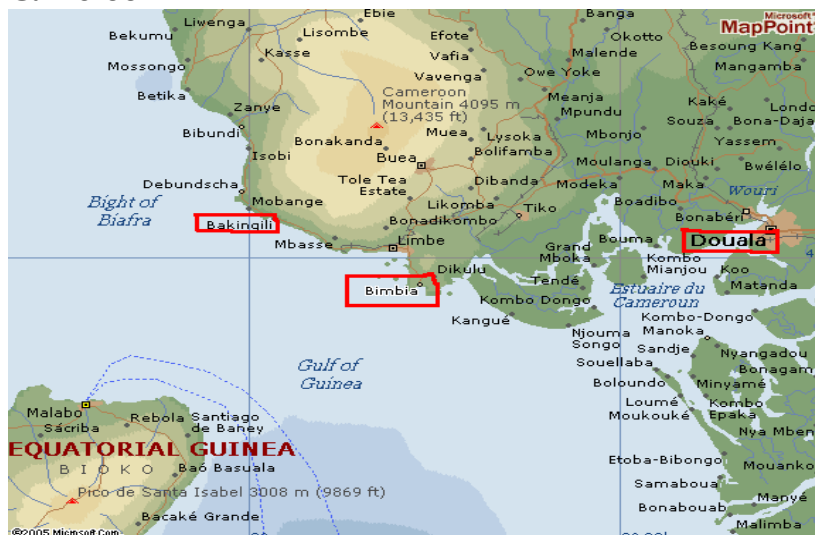 Ebie
Banga
Microsoft
MapPoint
Liwenga
Bekumu
Lisombe
Efote
Okotto
Besoung Kang
Kasse
Vafia
Malende
Mossongo
Mangamba
Vavenga
Owe Yoke
Betika
Cameroon
Mountain 4095 m
(13,435 ft)
Meanja
Kaké
Zanye
Mpundu
Souza
Bona-Daja
Bibundi
Muea
Lysoka
Mbonjo
Yassem
Bonakanda
Bolifamba
Isobi
Buea
Moulanga
Diouki
Bwélélo
Debundscha
Tole Tea
Estate
Dibanda
Modeka
Maka
Wouri
Bight of
Biafra
Mobange
Likomba
Tiko
Boadibo
Bonabéri
Bakingili
Bonadikombo
Mbasse
Limbe
Grand
Mboka
Bouma
Douala
Dikulu
Kombo
Mianjou
Koo
4
Bimbia
Tendé
Estuaire du
Cameroun
Matanda
Kombo Dongo
Kangué
Kombo-Dongo
Njouma
Songo
Manoka
Sandje
Nyangadou
Gulf of
Guinea
Souellaba
Bonagam
Boloundo
Minyamé
Malabo
Rebola
Santiago
de Baney
Loumé
Kombo
Moukouké
Epaka
Sácriba
Nya Mben
EQUATORIAL GUINEA
BIOKO
Baó Basuala
Etoba-Bibongo
Mouanko
Samaboua
Pico de Santa Isabel 3008 m (9869 ft)
Manyé
Bonabouab
Bacaké Grande
Malimba
©2005 Microsoft Corp